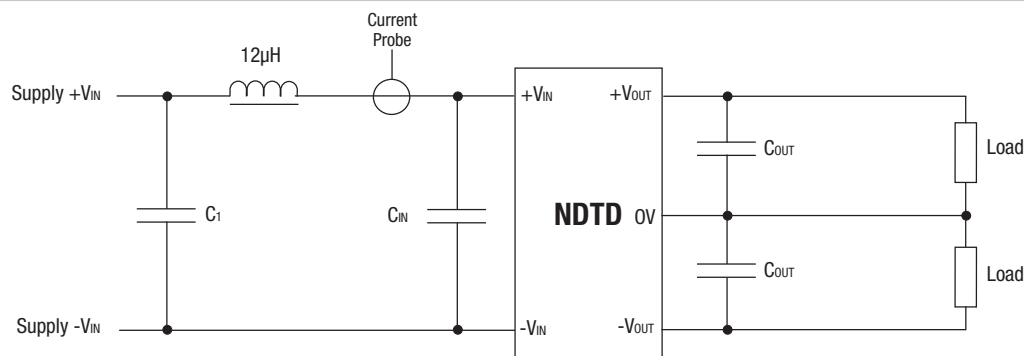 Current
Probe
12µH
Supply +VIN
+VIN
+VOUT
COUT
Load
C1
CIN
NDTD 0V
COUT
Load
Supply -VIN
-VIN
-VOUT